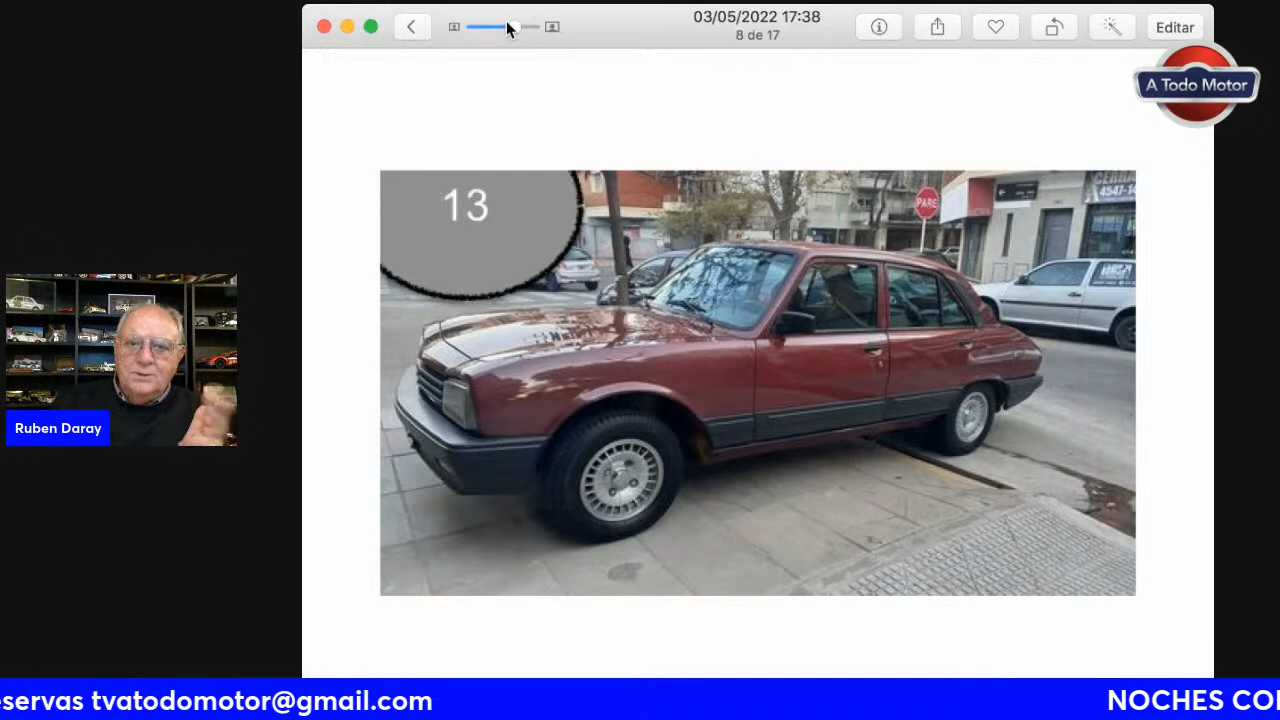 03/05/2022 17:38
8 de 17
Editar
A Todo Motor
13
PARE
Ruben Daray
eservas tvatodomotor@gmail.com
NOCHES CO